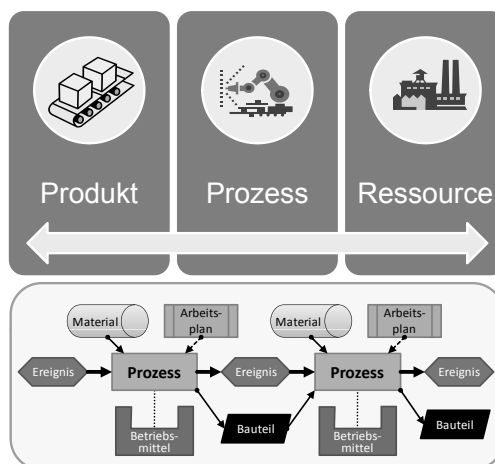 Produkt
Prozess
Ressource
Material
Arbeits-
plan
Material
Arbeits-
plan
Ereignis
Prozess
Ereignis
Prozess
Ereignis
Betriebs-
mittel
Bauteil
Betriebs-
mittel
Bauteil